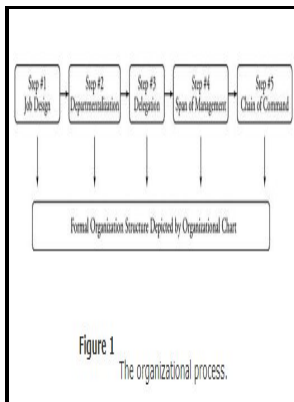 Step #1
Job Design
Step #2
Departmentalization
Step #3
Delegation
Step #4
Span of Management
Step #5
Chain of Command
Formal Organization Structure Depicted by Organizational Chart
Figure 1
The organizational process.